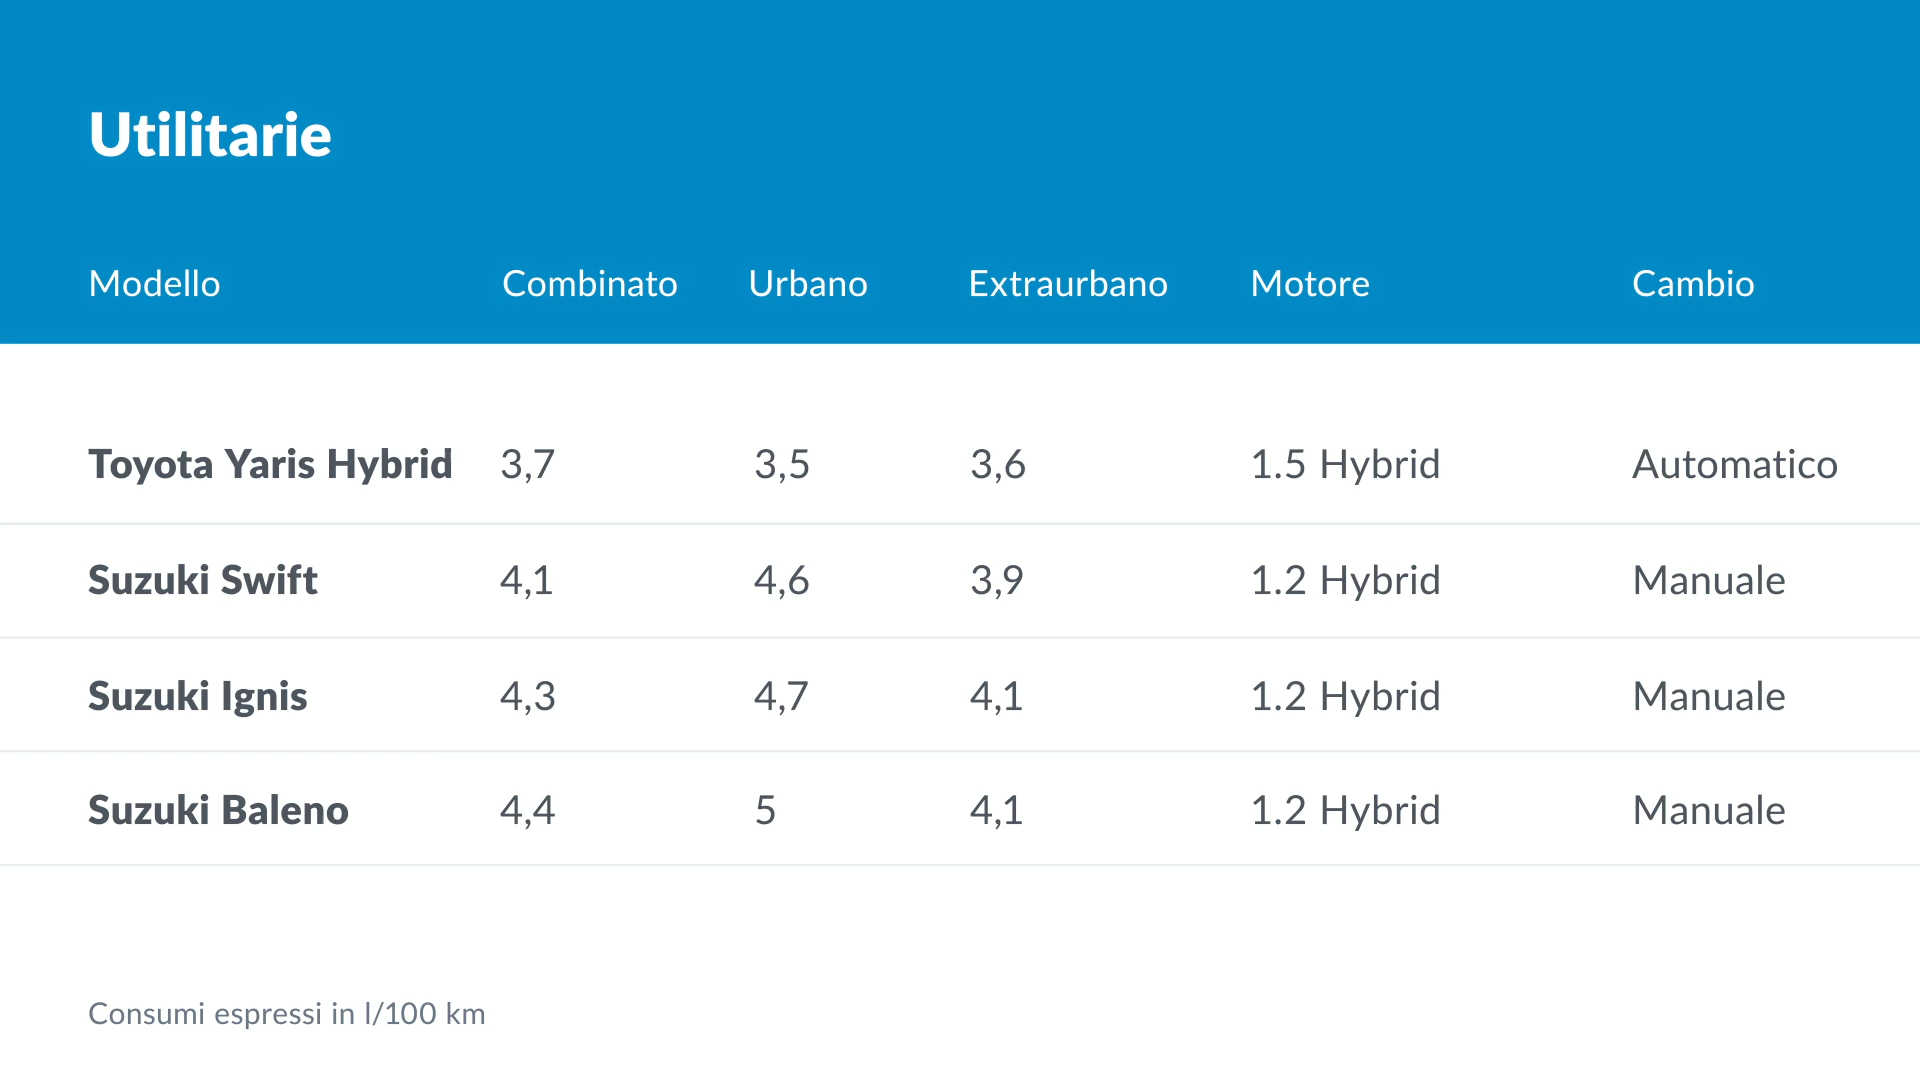 Utilitarie
Modello Combinato Urbano Extraurbano Motore Cambio
Toyota Yaris Hybrid 3,7 3,5 3,6 1.5 Hybrid Automatico
Suzuki Swift 4,1 4,6 3,9 1.2 Hybrid Manuale
Suzuki Ignis 4,3 4,7 4,1 1.2 Hybrid Manuale
Suzuki Baleno 4,4 5 4,1 1.2 Hybrid Manuale
Consumi espressi in l/100 km